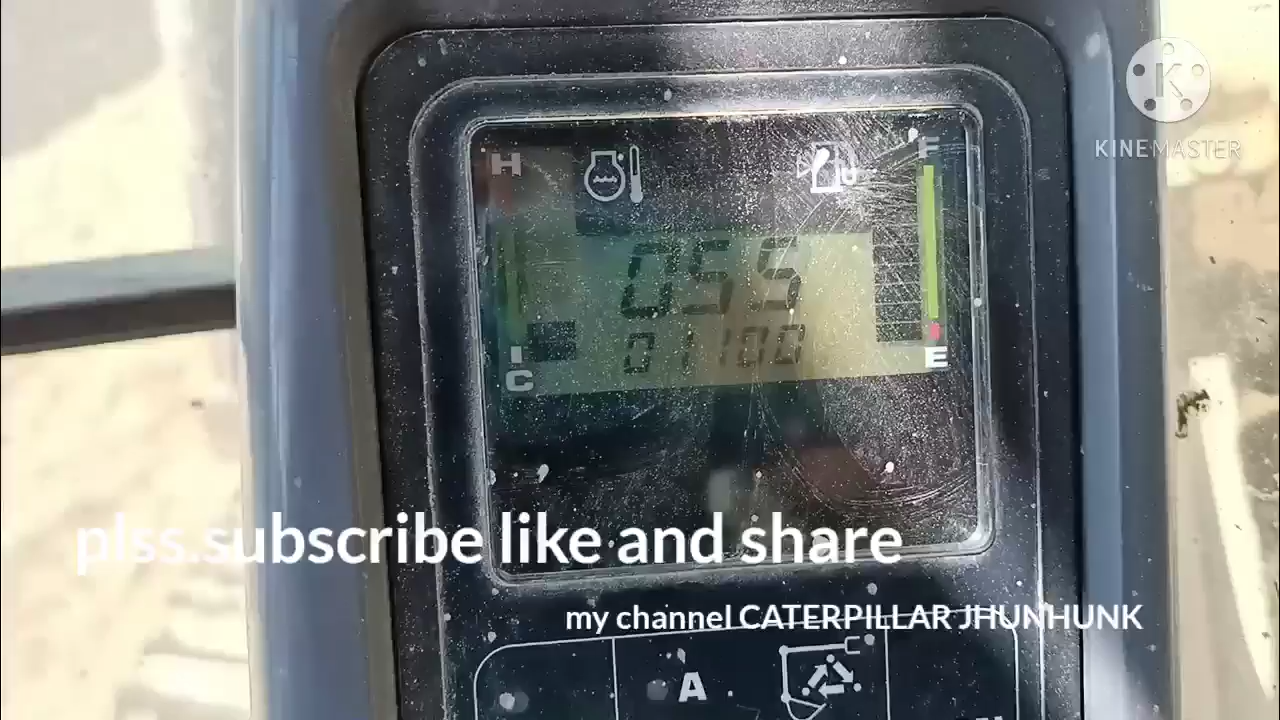 KINEMASTER
H
F
055
01100
E
C
plss.subscribe like and share
my channel CATERPILLAR JHUNHUNK
A